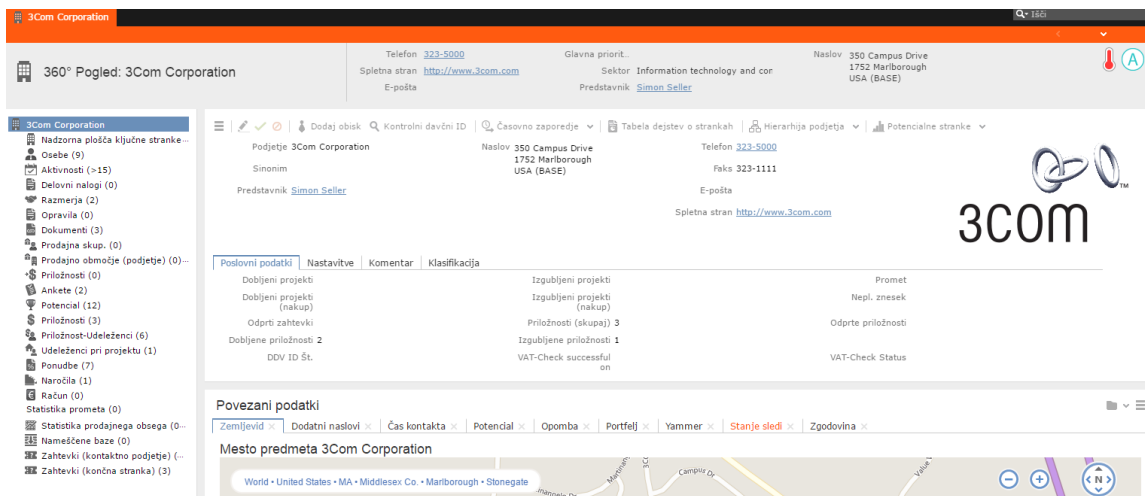 3Com Corporation
Išči
360° Pogled: 3Com Corporation
Telefon 323-5000
Spletna stran http://www.3com.com
E-pošta
Glavna priorit..
Sektor Information technology and cor
Predstavnik Simon Seller
Naslov 350 Campus Drive
1752 Marlborough
USA (BASE)
A
3Com Corporation
Nadzorna plošča ključne stranke...
Osebe (9)
Aktivnosti (>15)
Delovni nalogi (0)
Razmerja (2)
Opravila (0)
Dokumenti (3)
Prodajna skup. (0)
Prodajno območje (podjetje) (0)...
Priložnosti (0)
Ankete (2)
Potencial (12)
Priložnosti (3)
Priložnost-Udeleženci (6)
Udeleženci pri projektu (1)
Ponudbe (7)
Naročila (1)
Račun (0)
Statistika prometa (0)
Statistika prodajnega obsega (0...
Nameščene baze (0)
Zahtevki (kontaktno podjetje) (...
Zahtevki (končna stranka) (3)
Dodaj obisk Kontrolni davčni ID Časovno zaporedje Tabela dejstev o strankah Hierarhija podjetja Potencialne stranke
Podjetje 3Com Corporation
Sinonim
Predstavnik Simon Seller
Naslov 350 Campus Drive
1752 Marlborough
USA (BASE)
Telefon 323-5000
Faks 323-1111
E-pošta
Spletna stran http://www.3com.com
TM
3COM
Poslovni podatki Nastavitve Komentar Klasifikacija
Dobljeni projekti Izgubljeni projekti Promet
Dobljeni projekti (nakup) Izgubljeni projekti (nakup) Nepl. znesek
Odprti zahtevki Priložnosti (skupaj) 3 Odprte priložnosti
Dobljene priložnosti 2 Izgubljene priložnosti 1
DDV ID Št. VAT-Check successful on VAT-Check Status
Povezani podatki
Zemljevid Dodatni naslovi Čas kontakta Potencial Opomba Portfelj Yammer Stanje sledi Zgodovina
Mesto predmeta 3Com Corporation
World • United States • MA • Middlesex Co. • Marlborough • Stonegate
Campus Dr
N